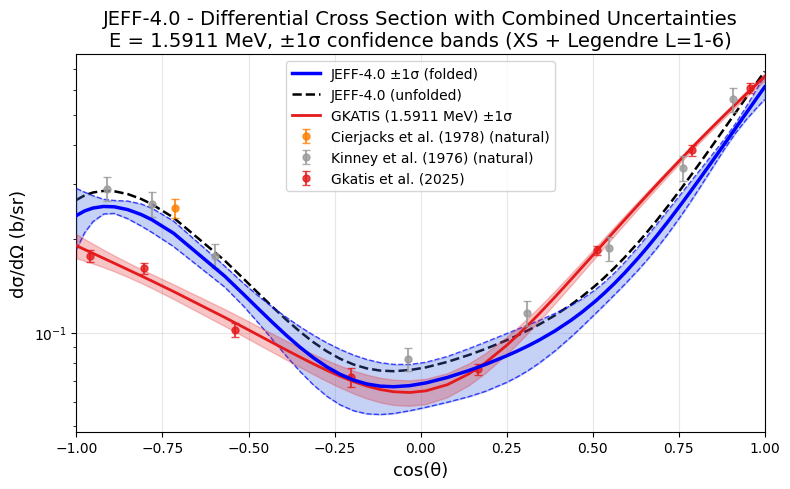 JEFF-4.0 - Differential Cross Section with Combined Uncertainties
E = 1.5911 MeV, ±1σ confidence bands (XS + Legendre L=1-6)
JEFF-4.0 ±1σ (folded)
JEFF-4.0 (unfolded)
GKATIS (1.5911 MeV) ±1σ
Cierjacks et al. (1978) (natural)
Kinney et al. (1976) (natural)
Gkatis et al. (2025)
dσ/dΩ (b/sr)
10⁻¹
−1.00 −0.75 −0.50 −0.25 0.00 0.25 0.50 0.75 1.00
cos(θ)